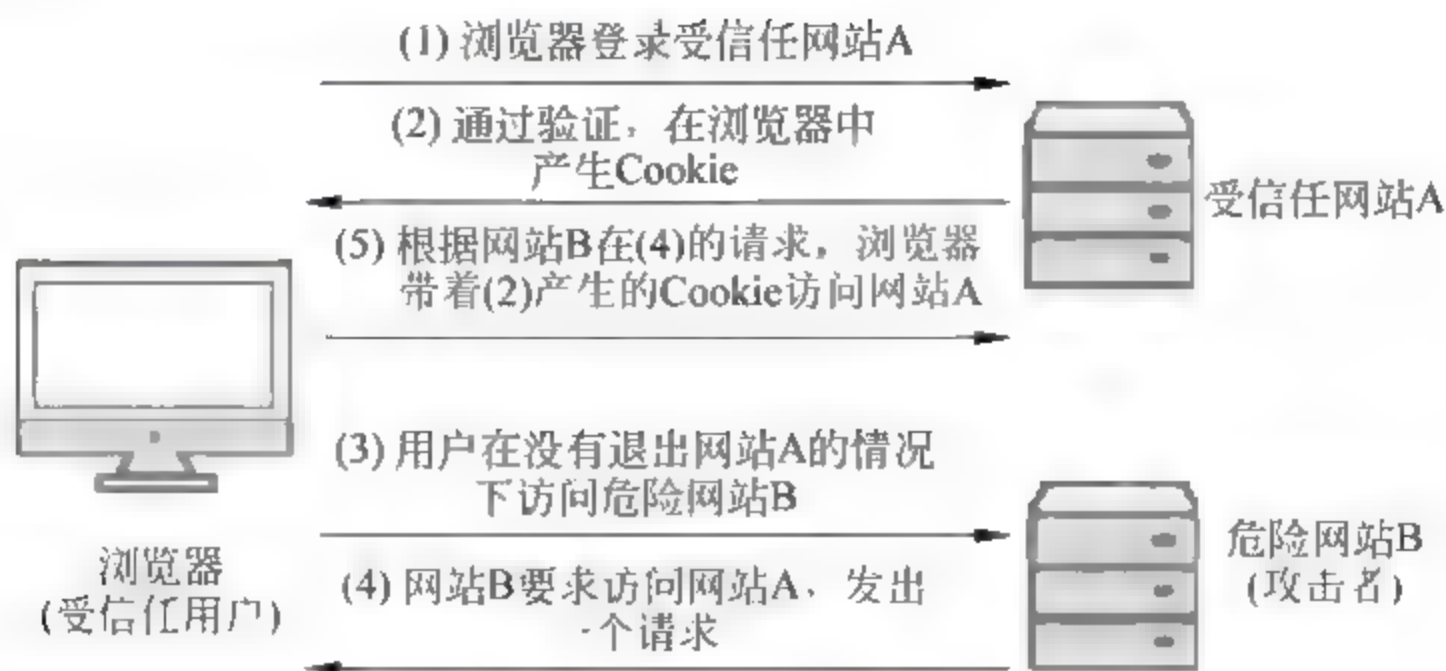 (1) 浏览器登录受信任网站A
(2) 通过验证，在浏览器中
产生Cookie
受信任网站A
(5) 根据网站B在(4)的请求，浏览器
带着(2)产生的Cookie访问网站A
(3) 用户在没有退出网站A的情况
下访问危险网站B
浏览器
(受信任用户)
(4) 网站B要求访问网站A，发出
一个请求
危险网站B
(攻击者)